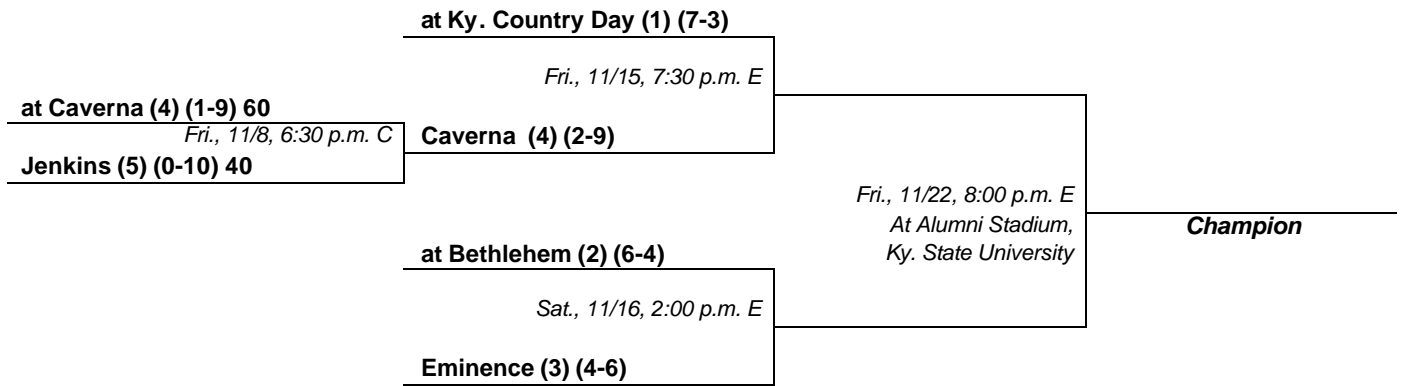 at Ky. Country Day (1) (7-3)
Fri., 11/15, 7:30 p.m. E
at Caverna (4) (1-9) 60
Fri., 11/8, 6:30 p.m. C
Caverna (4) (2-9)
Jenkins (5) (0-10) 40
Fri., 11/22, 8:00 p.m. E
At Alumni Stadium,
Ky. State University
Champion
at Bethlehem (2) (6-4)
Sat., 11/16, 2:00 p.m. E
Eminence (3) (4-6)